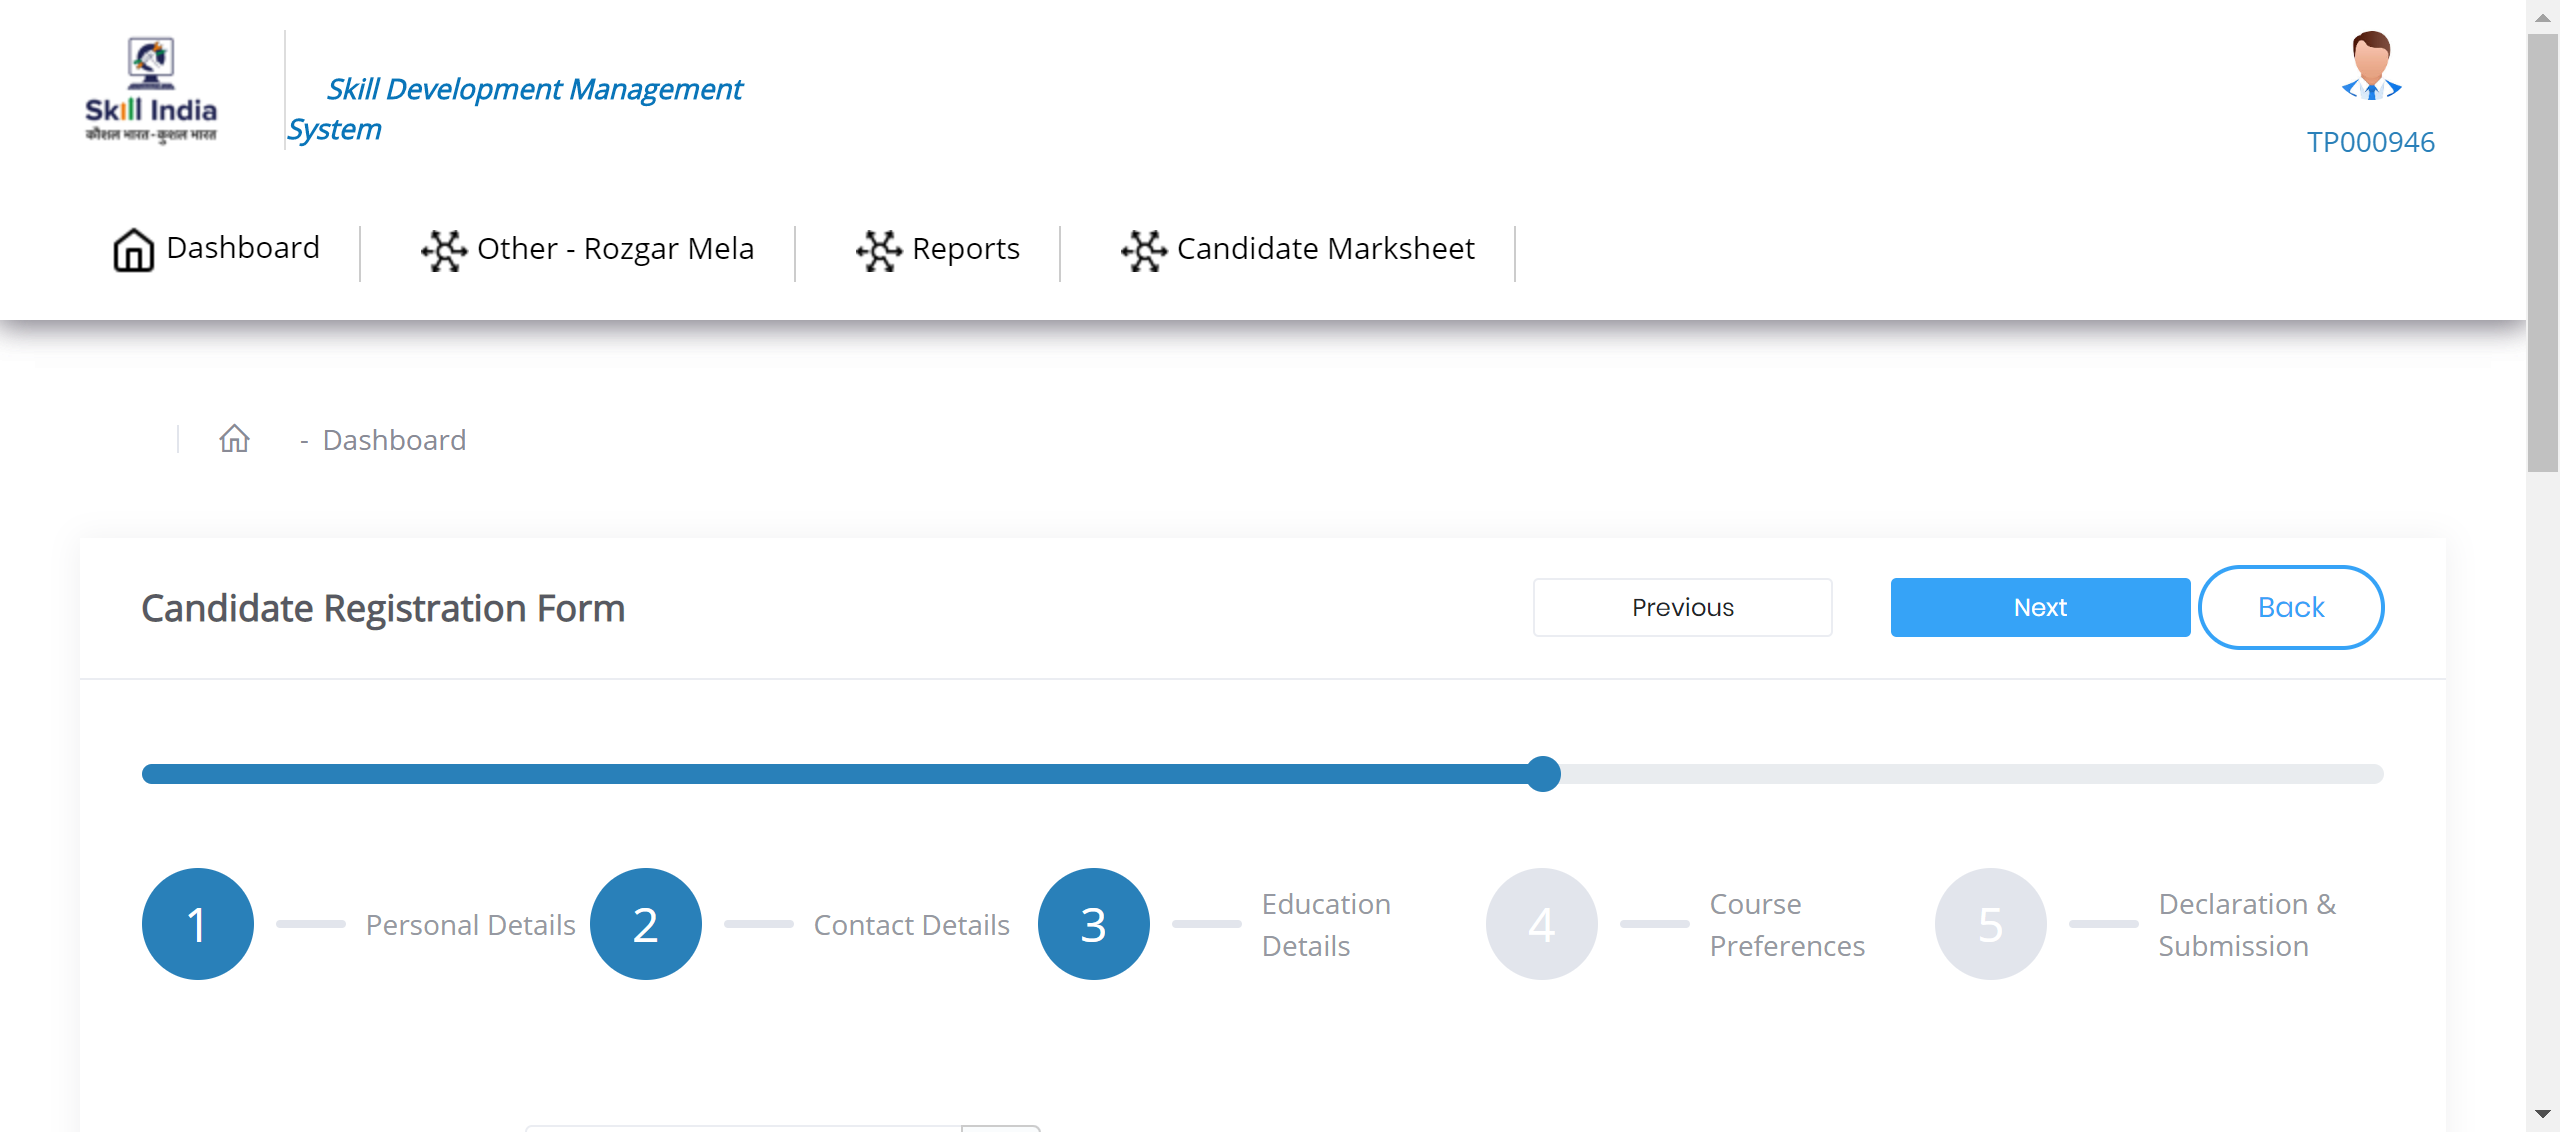 Skill India
कौशल भारत-कुशल भारत
Skill Development Management
System
TP000946
Dashboard
Other - Rozgar Mela
Reports
Candidate Marksheet
- Dashboard
Candidate Registration Form
Previous
Next
Back
1
Personal Details
2
Contact Details
3
Education
Details
4
Course
Preferences
5
Declaration &
Submission